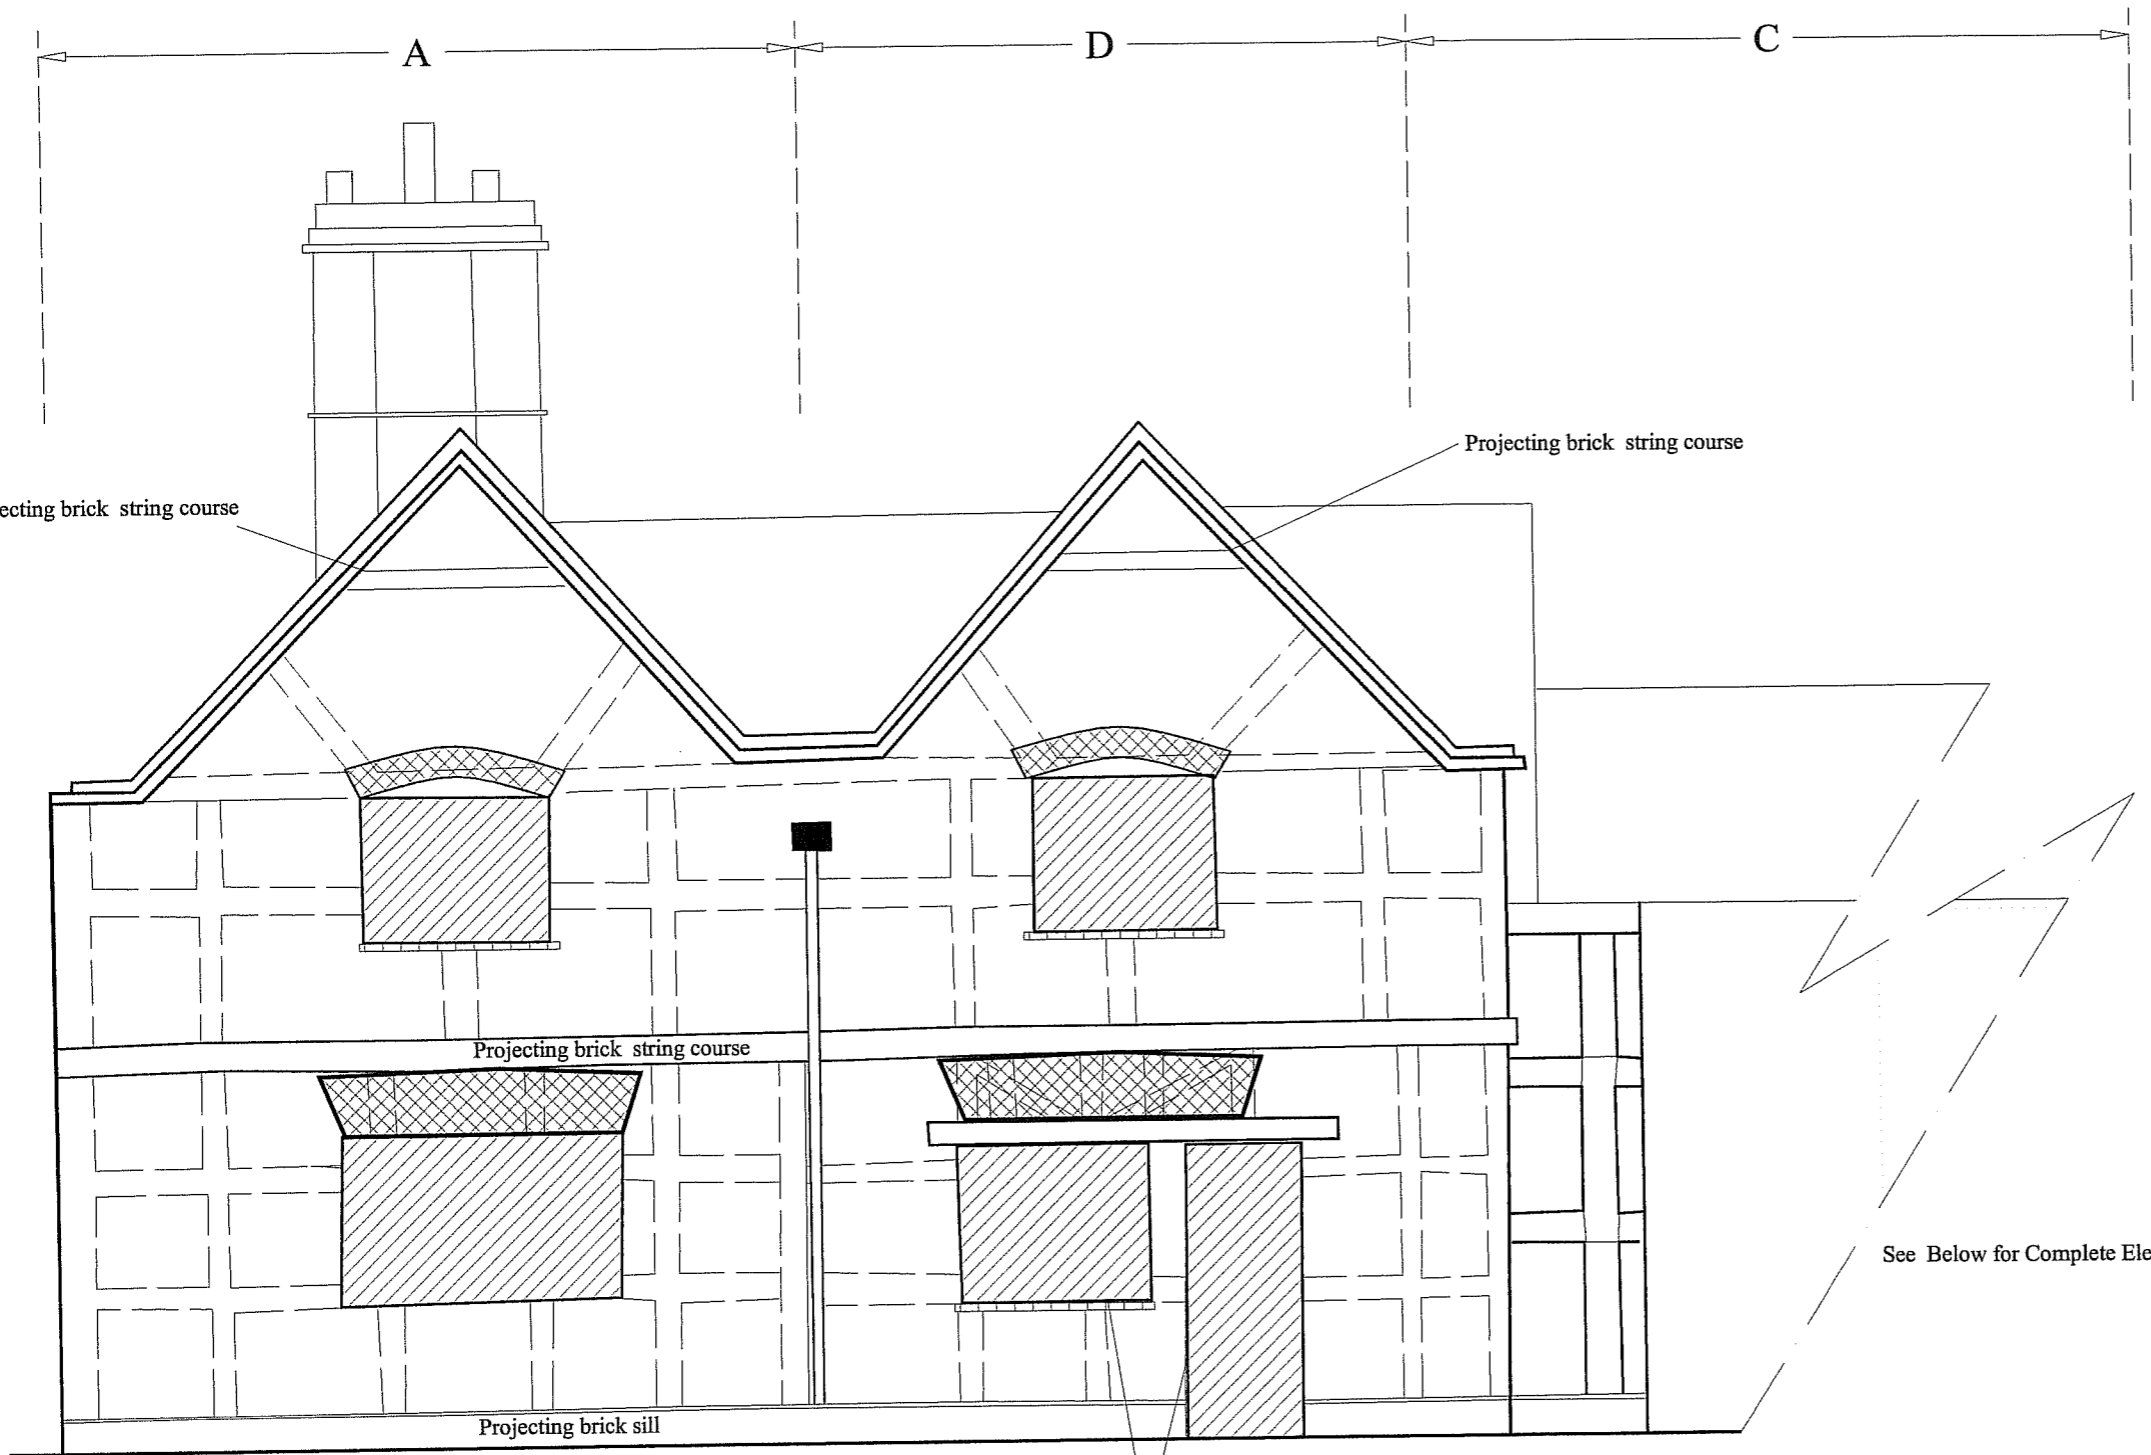 A
D
C
Projecting brick string course
ecting brick string course
Projecting brick string course
See Below for Complete Ele
Projecting brick sill